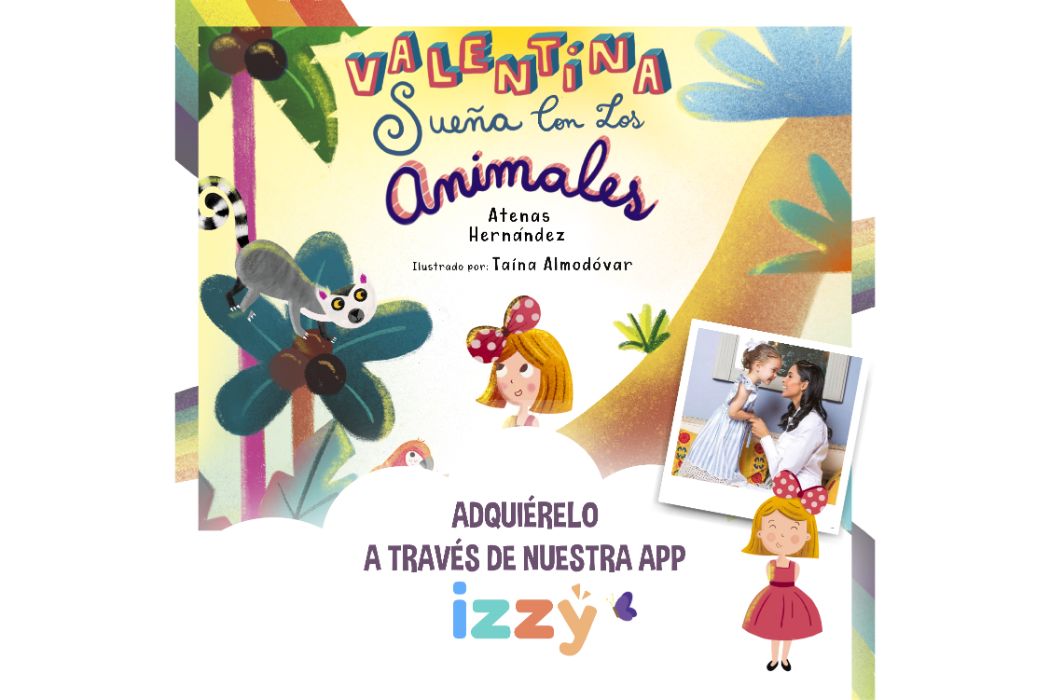 VALENTINA
Sueña Con Los
Animales
Atenas
Hernández
Ilustrado por: Taína Almodóvar
ADQUIÉRELO
A TRAVÉS DE NUESTRA APP
izzy